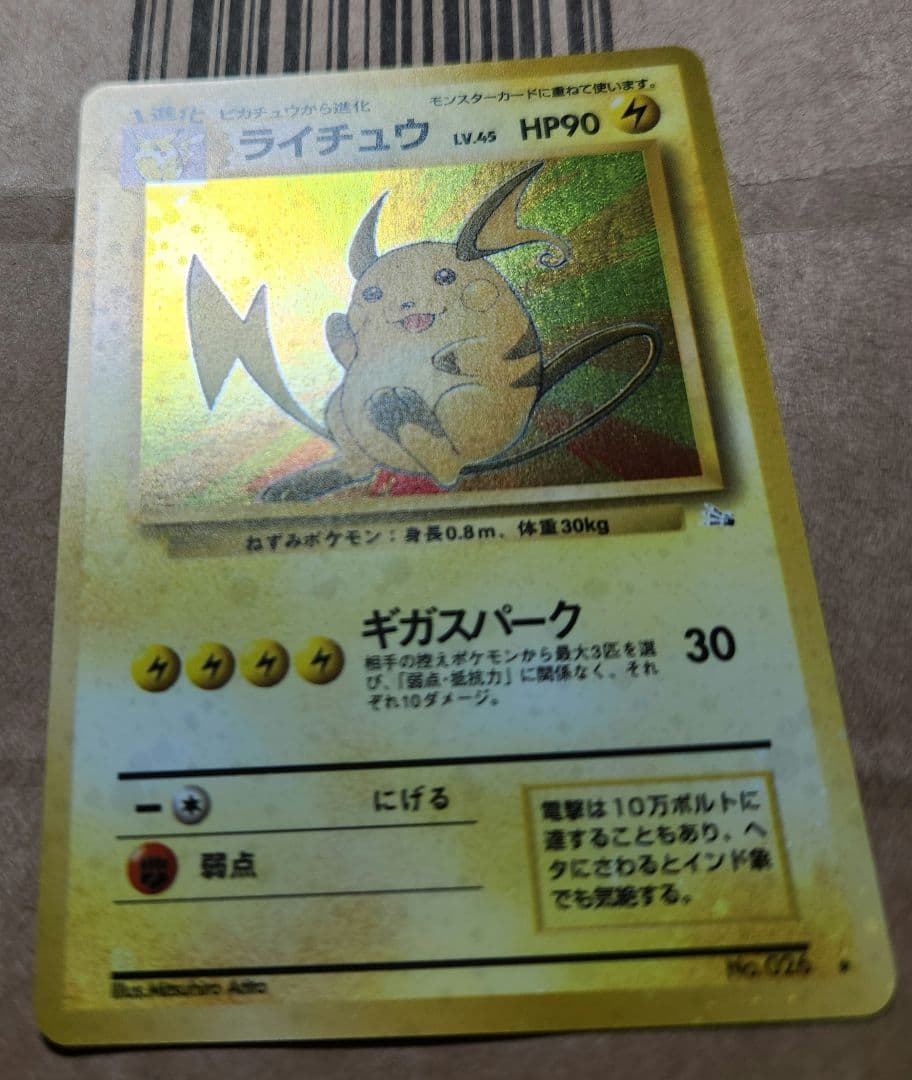 1進化 ピカチュウから進化 モンスターカードに重ねて使います。
ライチュウ LV.45 HP90
ねずみポケモン：身長0.8m、体重30kg
ギガスパーク 30
相手の控えポケモンから最大3匹を選
び、「弱点・抵抗力」に関係なく、それ
ぞれ10ダメージ。
ー にげる
弱点
電撃は10万ボルトに
達することもあり、ヘ
タにさわるとインド象
でも気絶する。
Illus.Mitsuhiro Arita
No.026